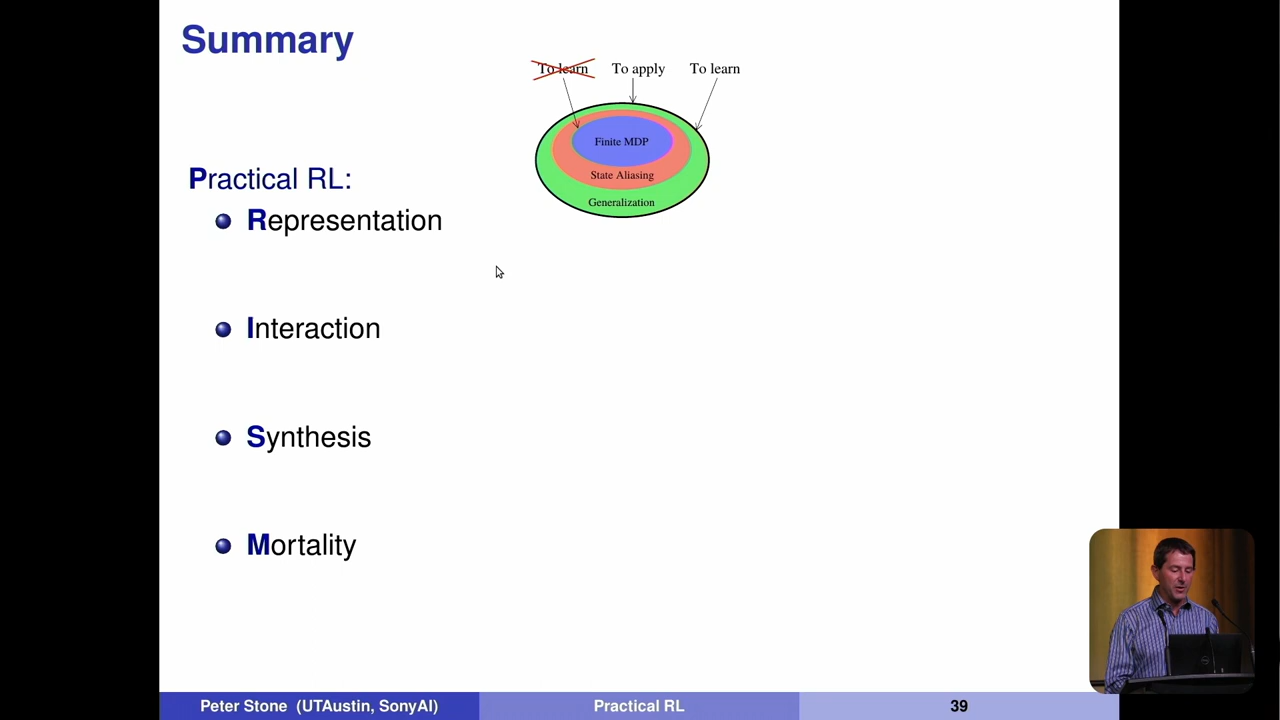 Summary
To learn To apply To learn
Finite MDP
State Aliasing
Generalization
Practical RL:
Representation
Interaction
Synthesis
Mortality
Peter Stone (UTAustin, SonyAI) Practical RL 39